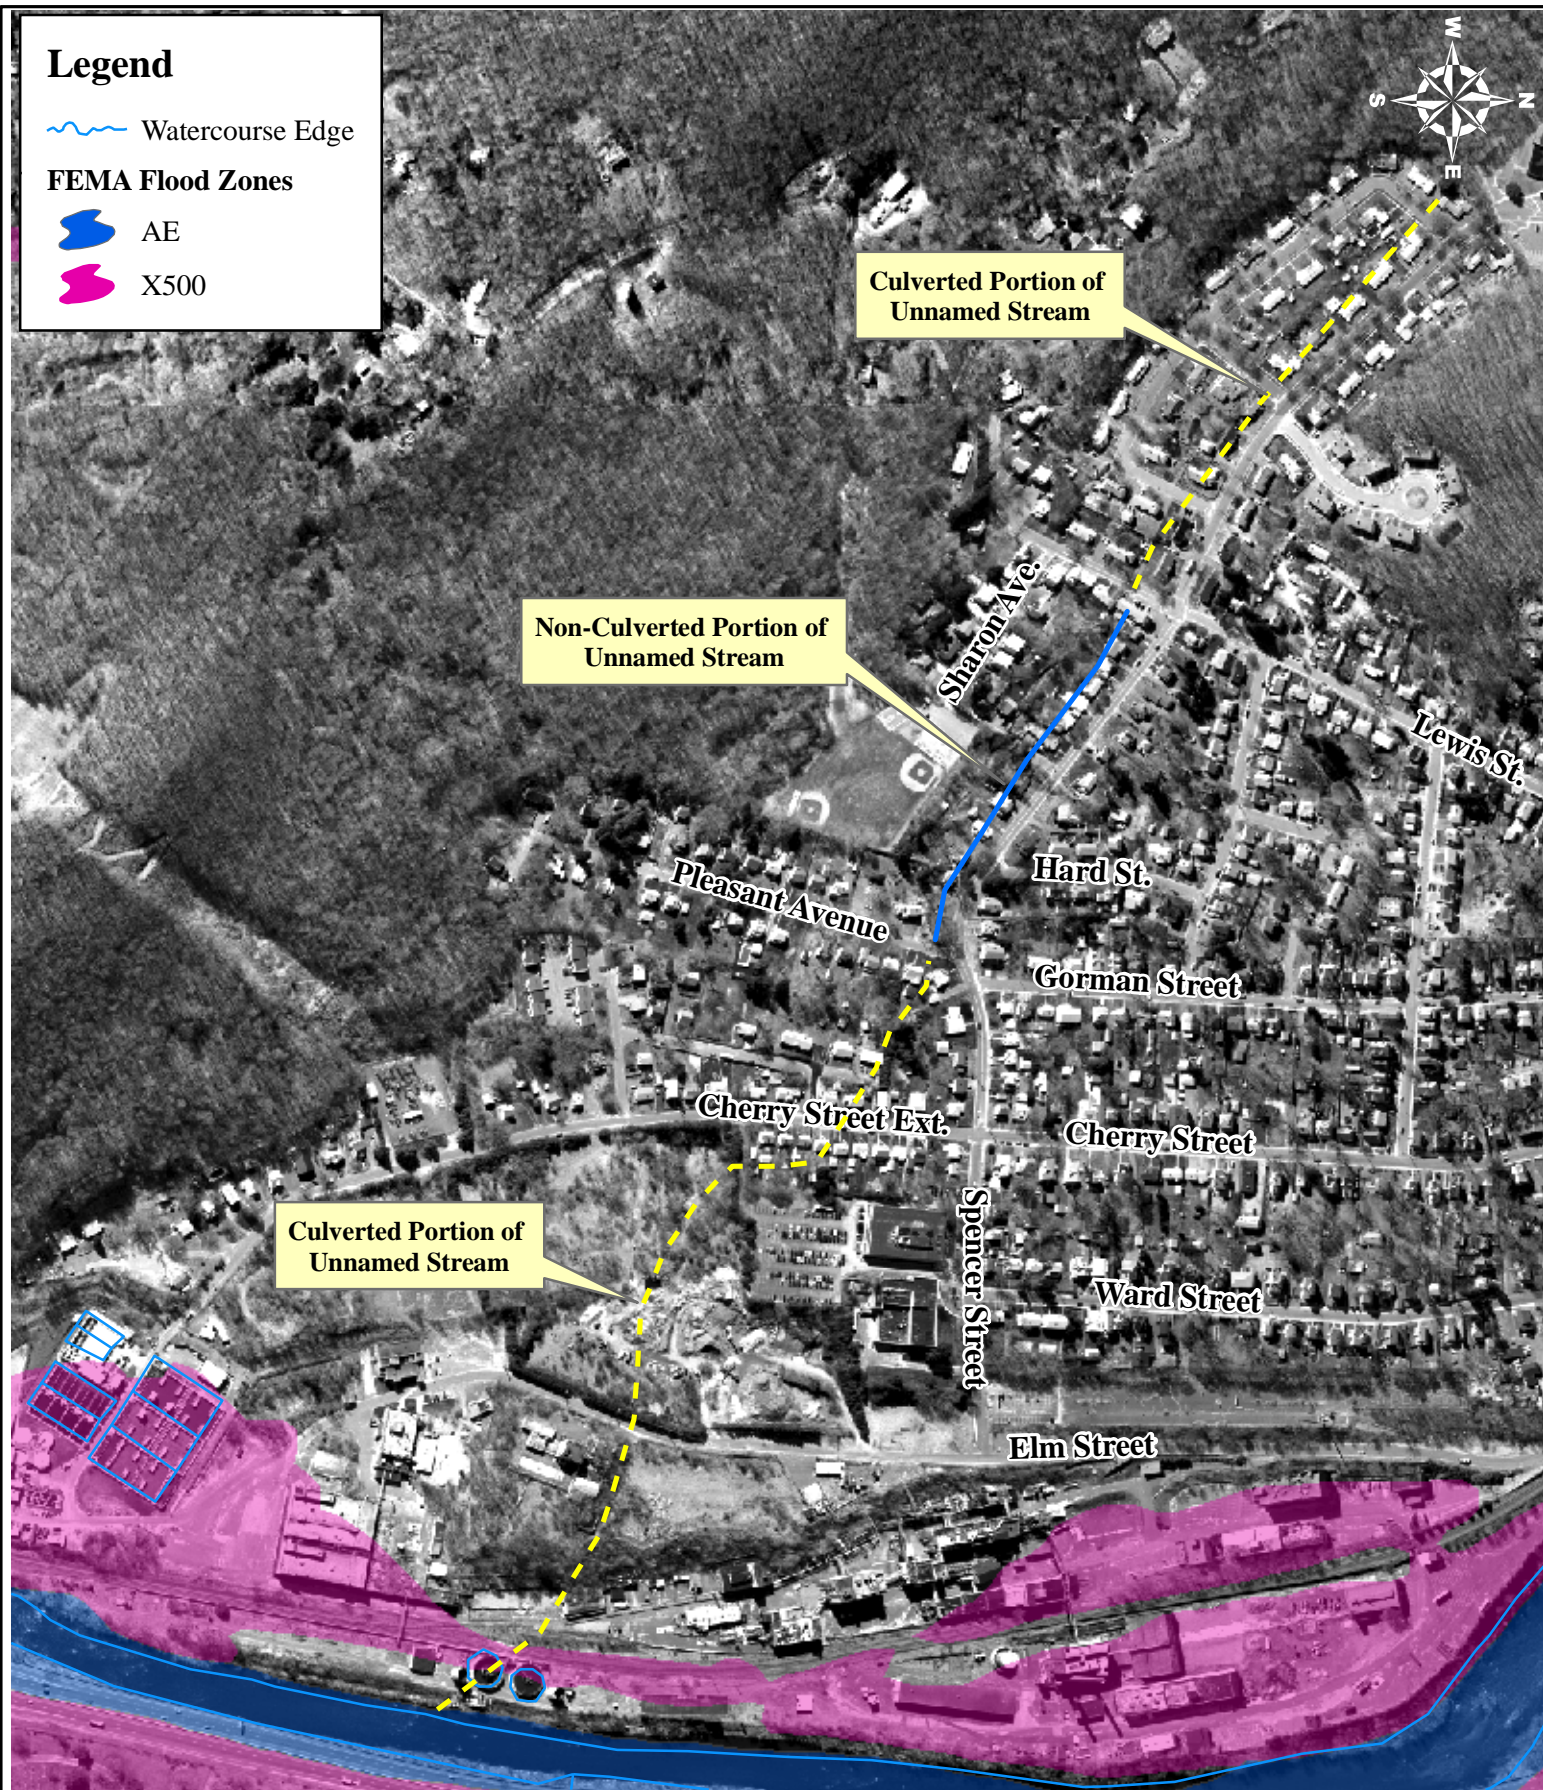 Legend
Watercourse Edge
FEMA Flood Zones
AE
X500
W
S
N
E
Culverted Portion of
Unnamed Stream
Non-Culverted Portion of
Unnamed Stream
Sharon Ave.
Lewis St.
Hard St.
Pleasant Avenue
Gorman Street
Cherry Street Ext.
Cherry Street
Culverted Portion of
Unnamed Stream
Spencer Street
Ward Street
Elm Street